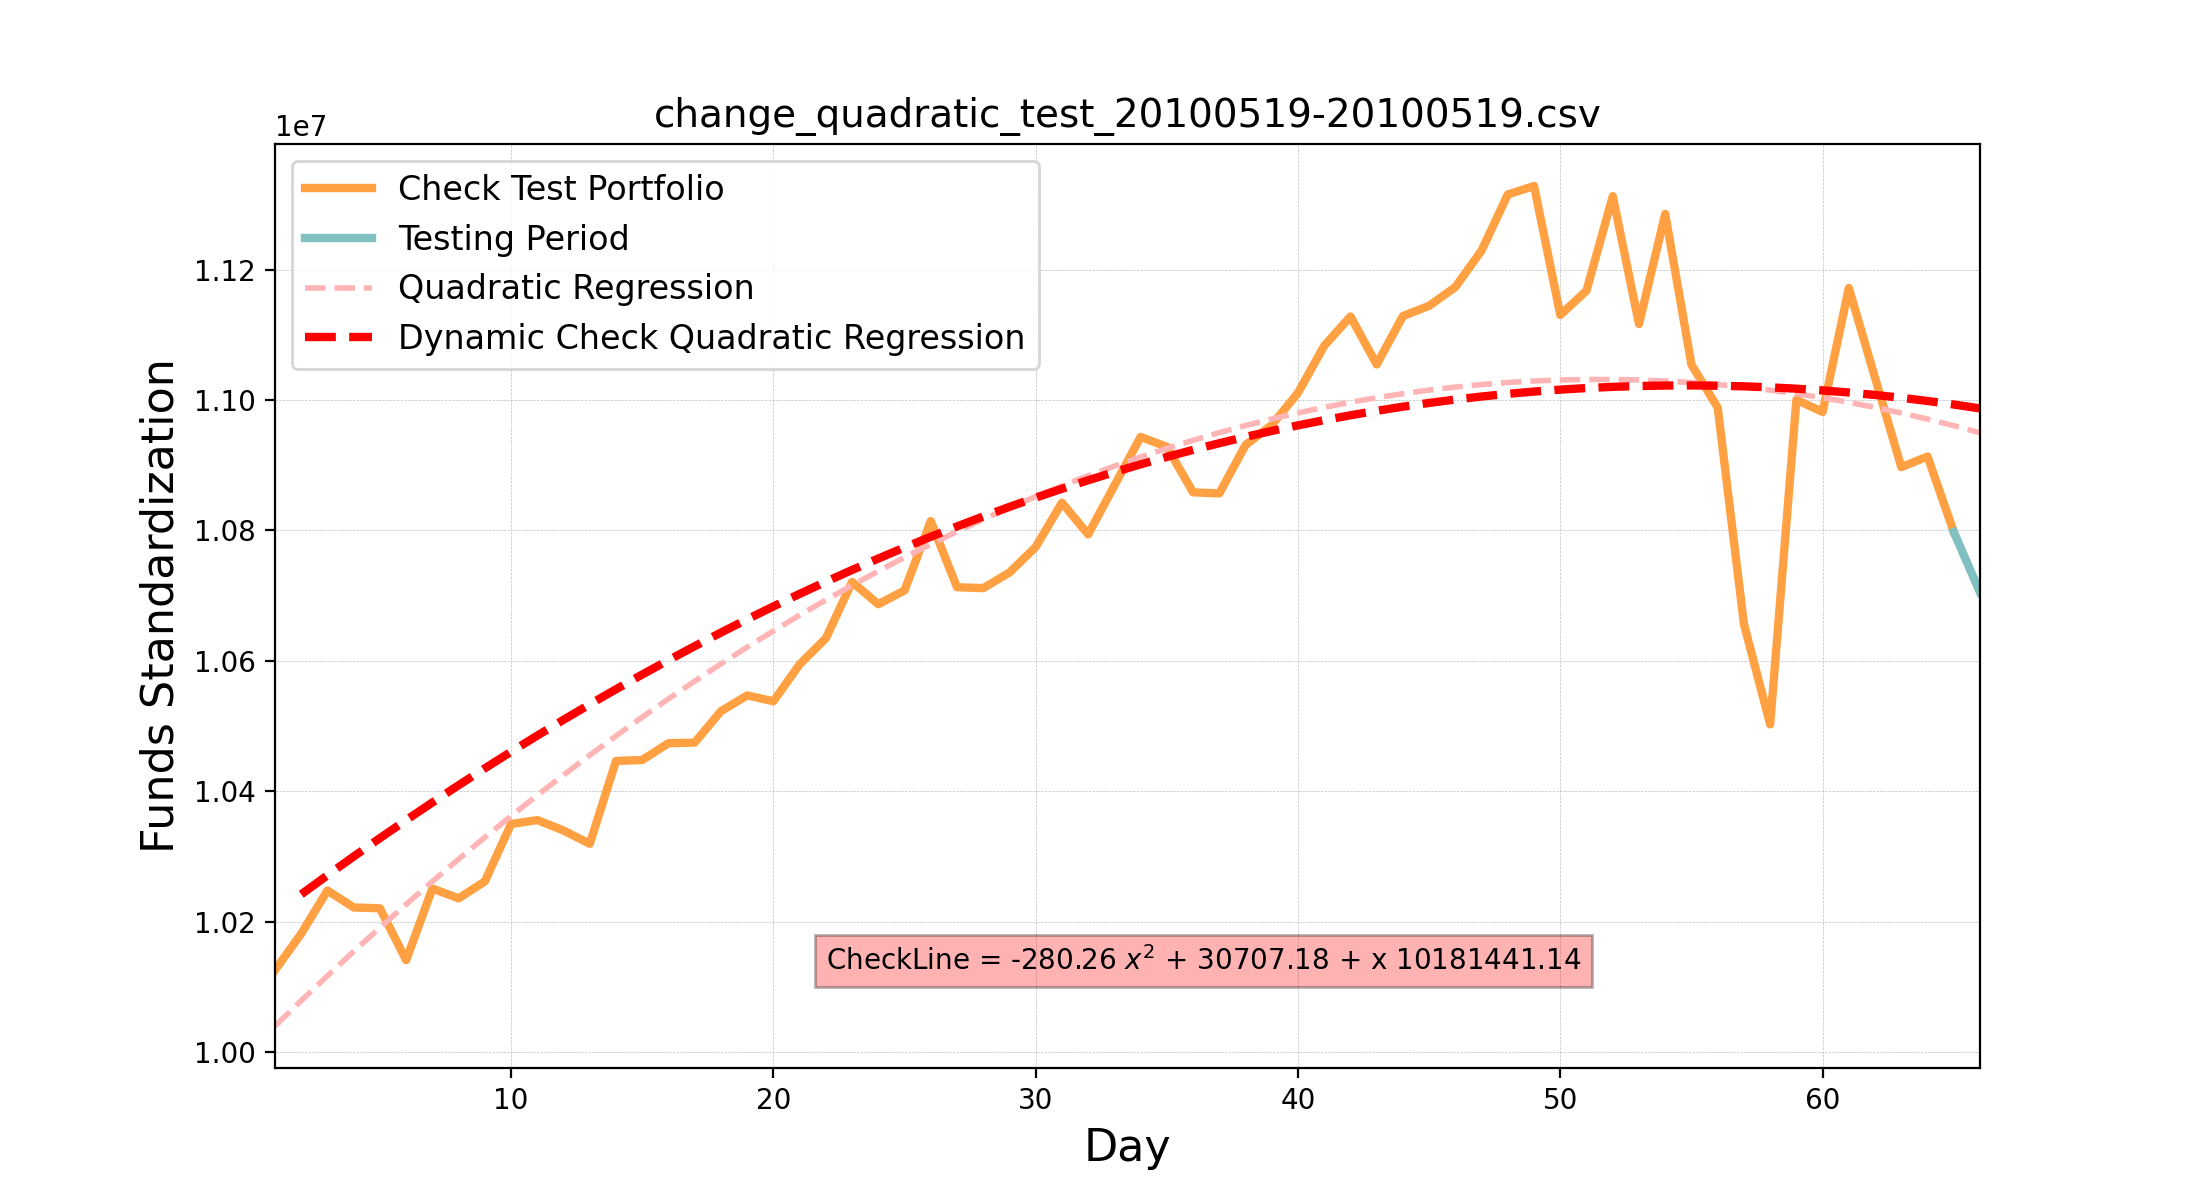 change_quadratic_test_20100519-20100519.csv
1e7
Check Test Portfolio
Testing Period
Quadratic Regression
Dynamic Check Quadratic Regression
Funds Standardization
1.12
1.10
1.08
1.06
1.04
1.02
1.00
CheckLine = -280.26 x² + 30707.18 + x 10181441.14
10 20 30 40 50 60
Day